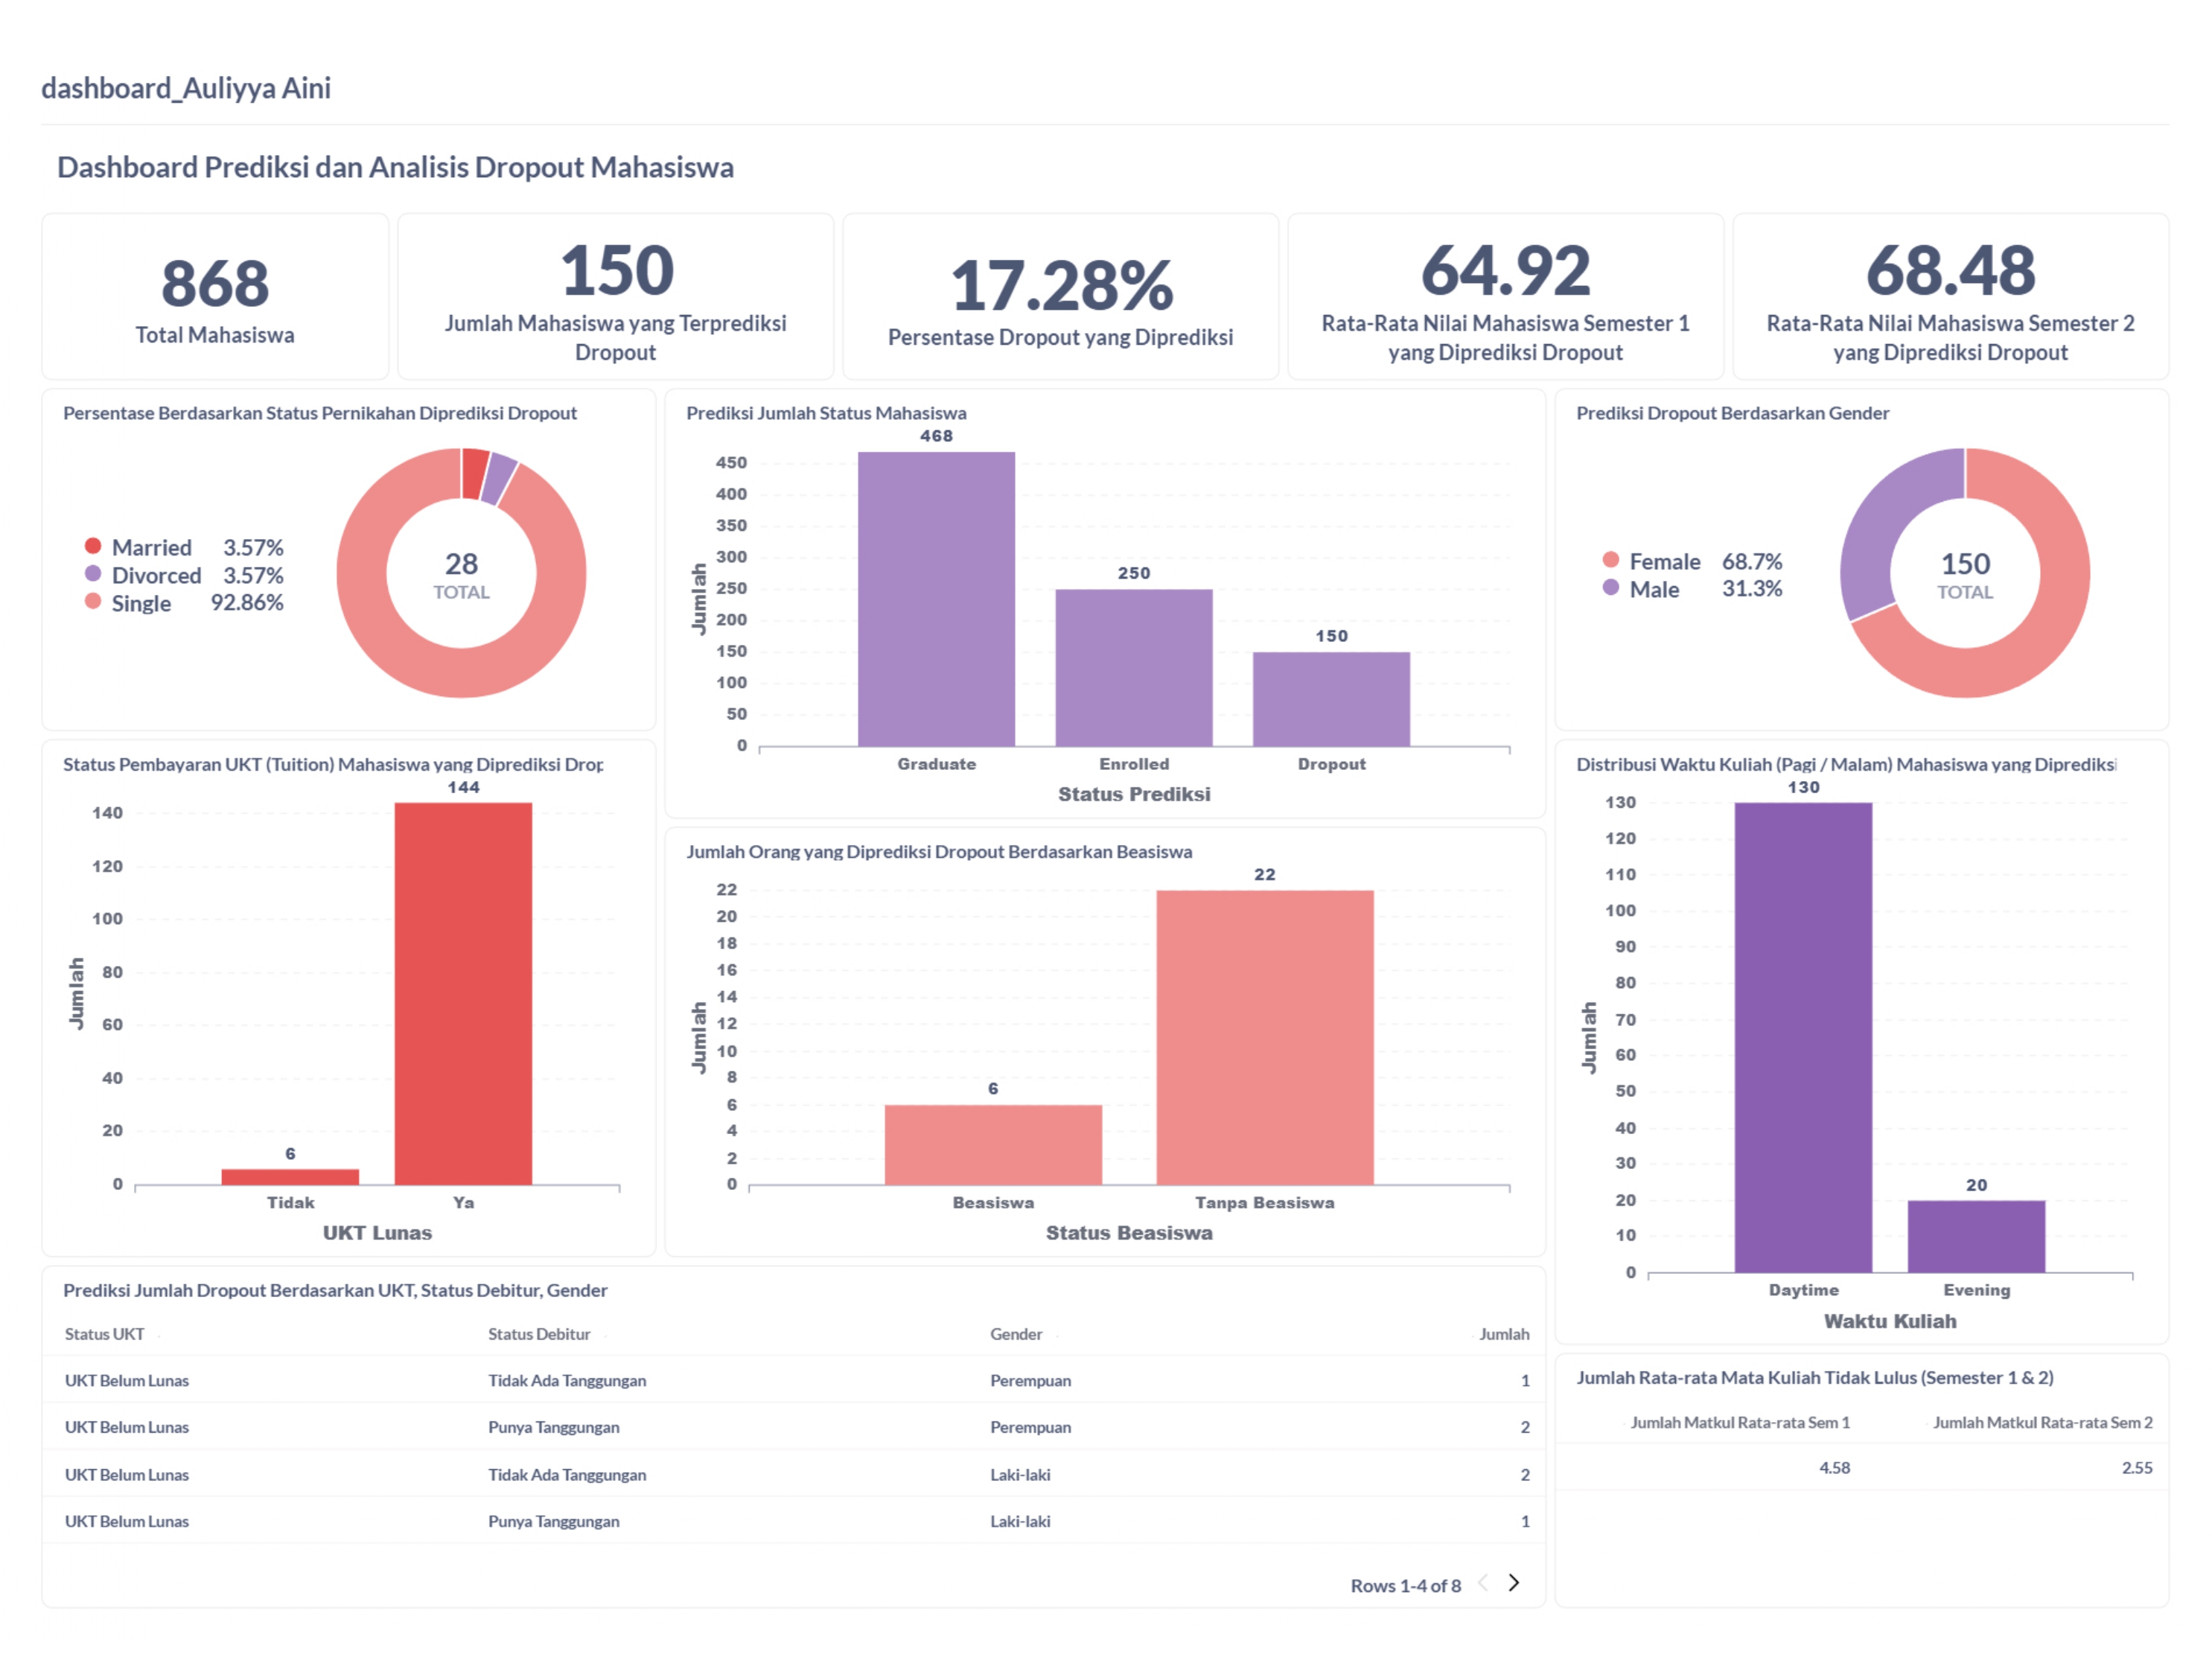 dashboard_Auliyya Aini
Dashboard Prediksi dan Analisis Dropout Mahasiswa
868
Total Mahasiswa
150
Jumlah Mahasiswa yang Terprediksi
Dropout
17.28%
Persentase Dropout yang Diprediksi
64.92
Rata-Rata Nilai Mahasiswa Semester 1
yang Diprediksi Dropout
68.48
Rata-Rata Nilai Mahasiswa Semester 2
yang Diprediksi Dropout
Persentase Berdasarkan Status Pernikahan Diprediksi Dropout
Married 3.57%
Divorced 3.57%
Single 92.86%
28
TOTAL
Prediksi Jumlah Status Mahasiswa
468
450
400
350
300
250
200
150
100
50
0
250
150
Jumlah
Graduate
Enrolled
Dropout
Status Prediksi
Prediksi Dropout Berdasarkan Gender
Female 68.7%
Male 31.3%
150
TOTAL
Status Pembayaran UKT (Tuition) Mahasiswa yang Diprediksi Drop
144
140
120
100
80
60
40
20
0
6
Jumlah
Tidak
Ya
UKT Lunas
Jumlah Orang yang Diprediksi Dropout Berdasarkan Beasiswa
22
22
20
18
16
14
12
10
8
6
4
2
0
6
Jumlah
Beasiswa
Tanpa Beasiswa
Status Beasiswa
Distribusi Waktu Kuliah (Pagi / Malam) Mahasiswa yang Diprediksi
130
130
120
110
100
90
80
70
60
50
40
30
20
10
0
20
Jumlah
Daytime
Evening
Waktu Kuliah
Prediksi Jumlah Dropout Berdasarkan UKT, Status Debitur, Gender
Status UKT Status Debitur Gender Jumlah
UKT Belum Lunas Tidak Ada Tanggungan Perempuan 1
UKT Belum Lunas Punya Tanggungan Perempuan 2
UKT Belum Lunas Tidak Ada Tanggungan Laki-laki 2
UKT Belum Lunas Punya Tanggungan Laki-laki 1
Rows 1-4 of 8
Jumlah Rata-rata Mata Kuliah Tidak Lulus (Semester 1 & 2)
Jumlah Matkul Rata-rata Sem 1 Jumlah Matkul Rata-rata Sem 2
4.58 2.55